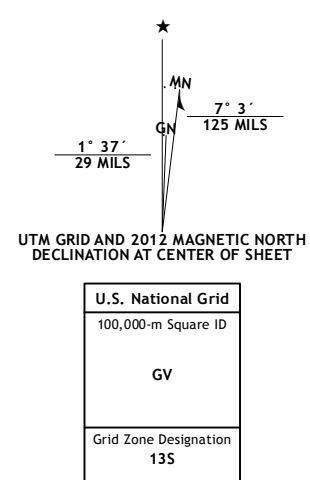 ★
MN
GN
7° 3´
125 MILS
1° 37´
29 MILS
UTM GRID AND 2012 MAGNETIC NORTH
DECLINATION AT CENTER OF SHEET
U.S. National Grid
100,000-m Square ID
GV
Grid Zone Designation
13S